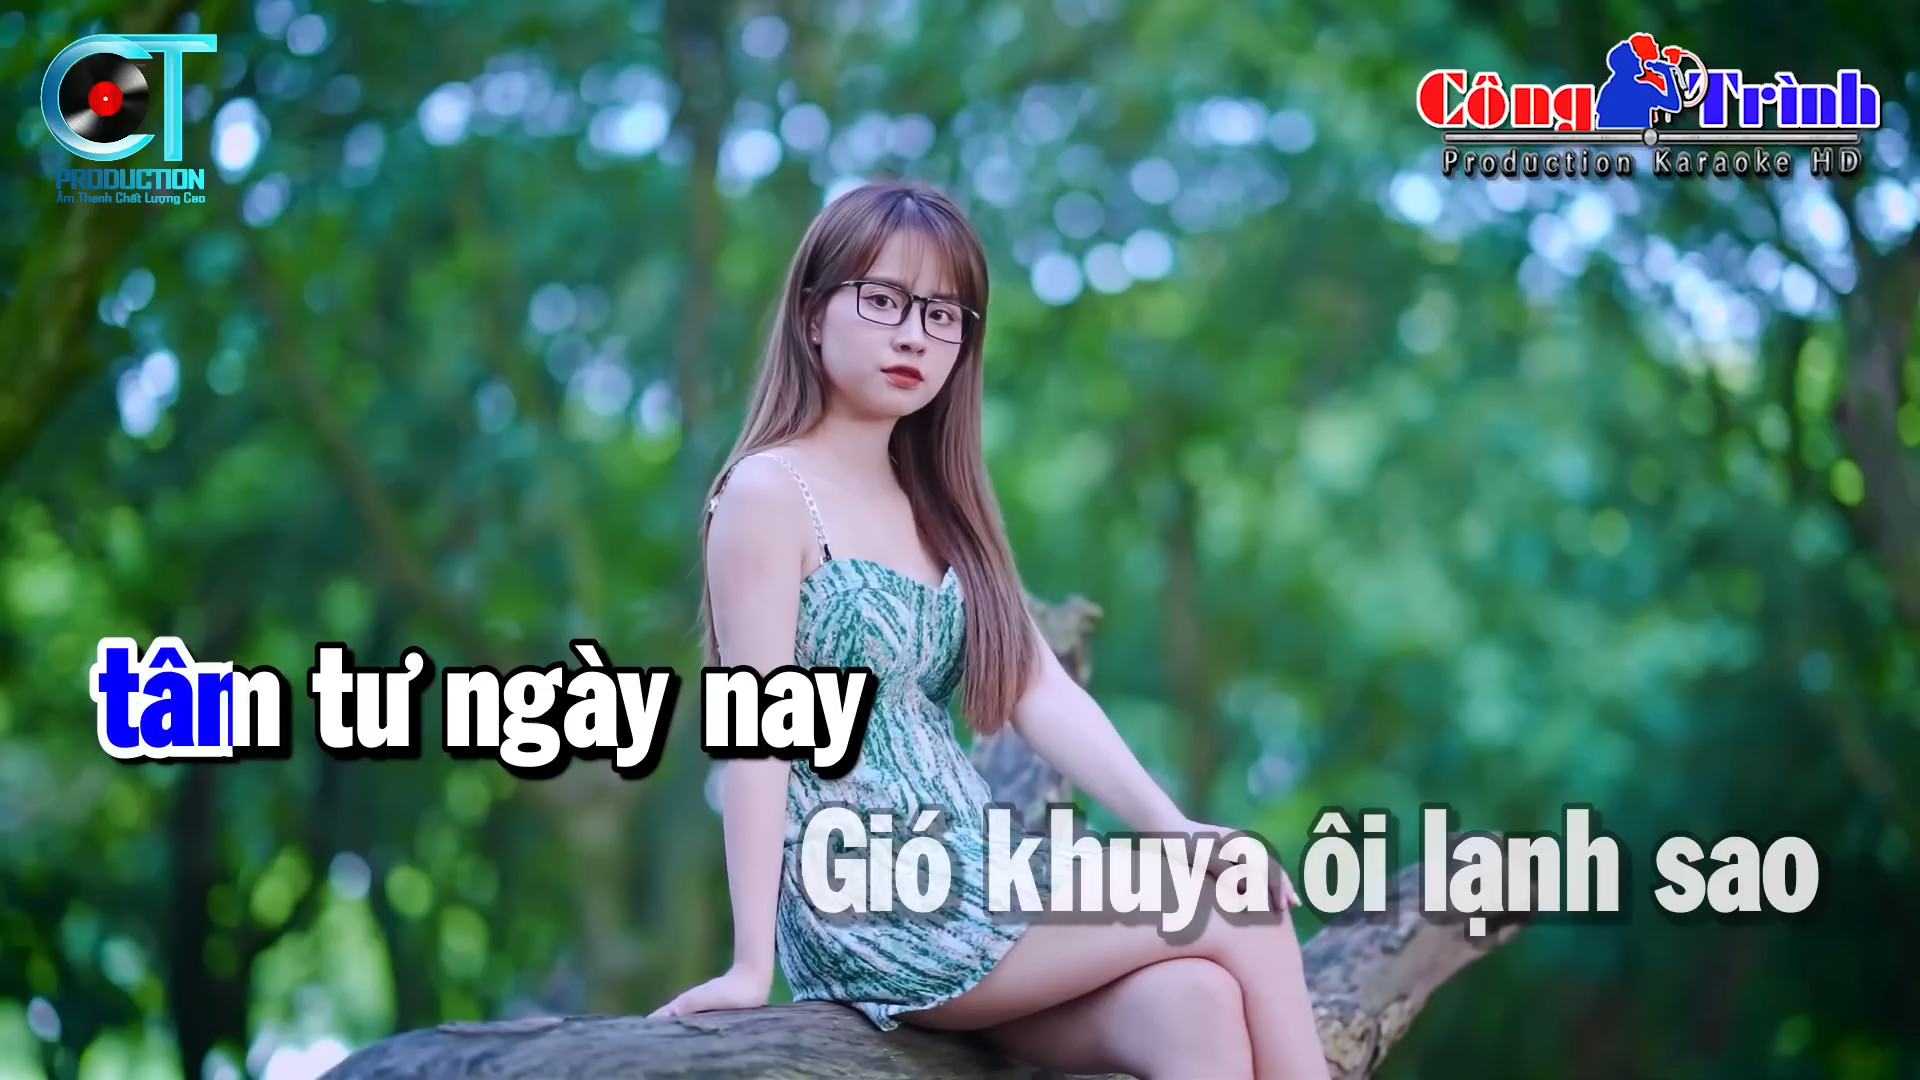 CT
PRODUCTION
Âm Thanh Chất Lượng Cao
Công Trình
Production Karaoke HD
tâm tư ngày nay
Gió khuya ôi lạnh sao